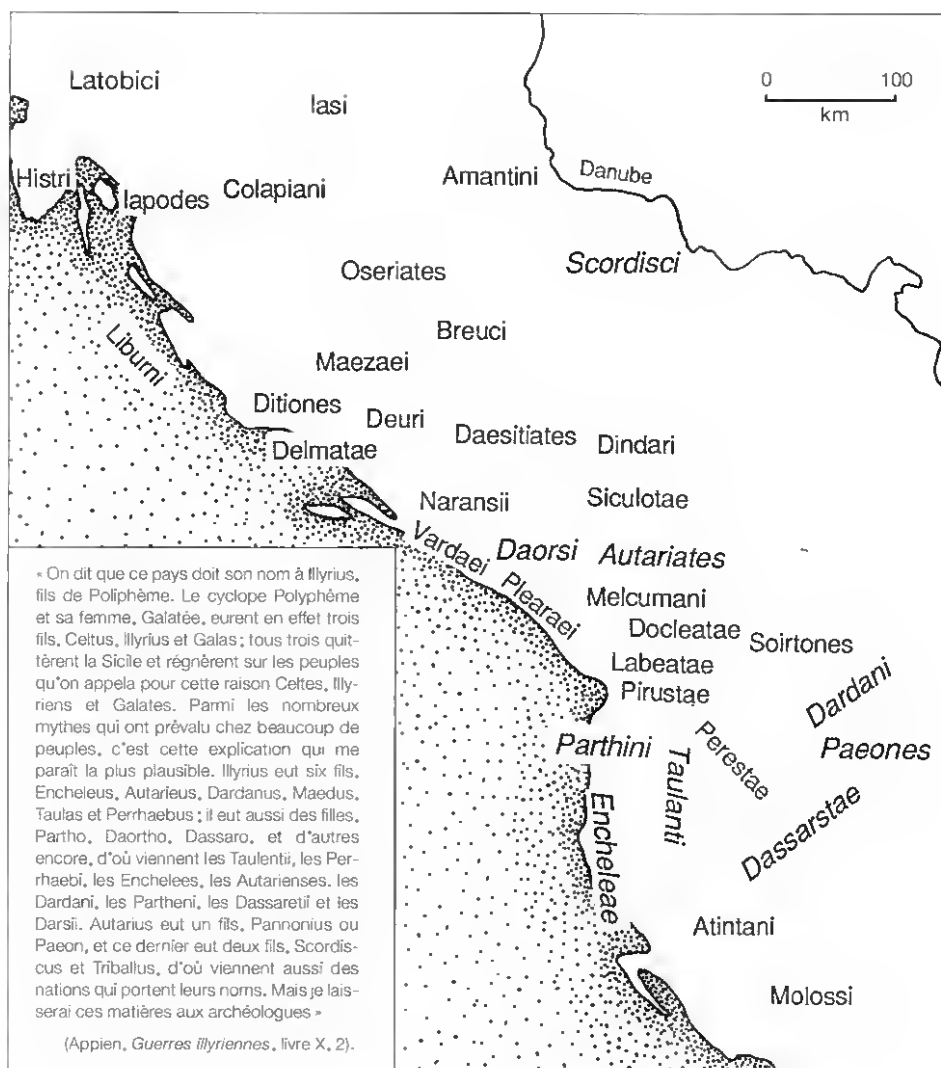 Latobici
Iasi
0 100
km
Histri
Iapodes
Colapiani
Amantini
Danube
Scordisci
Oseriates
Breuci
Liburni
Maezaei
Ditiones
Deuri
Daesitiates
Dindari
Delmatae
Naransii
Siculotae
Vardaei
Daorsi
Autariates
Plearaei
Melcumani
Docleatae
Soirtones
Labeatae
Pirustae
Dardani
Parthini
Taulanti
Perestae
Paeones
Encheleae
Dassarstae
Atintani
Molossi
« On dit que ce pays doit son nom à Illyrius,
fils de Poliphème. Le cyclope Polyphême
et sa femme, Galatée, eurent en effet trois
fils, Celtus, Illyrius et Galas ; tous trois quit-
tèrent la Sicile et régnèrent sur les peuples
qu'on appela pour cette raison Celtes, Illy-
riens et Galates. Parmi les nombreux
mythes qui ont prévalu chez beaucoup de
peuples, c'est cette explication qui me
paraît la plus plausible. Illyrius eut six fils,
Encheleus, Autarieus, Dardanus, Maedus,
Taulas et Perrhaebus ; il eut aussi des filles,
Partho, Daortho, Dassaro, et d'autres
encore, d'où viennent les Taulentii, les Per-
rhaebi, les Enchelees, les Autarienses, les
Dardani, les Partheni, les Dassaretii et les
Darsii. Autarius eut un fils, Pannonius ou
Paeon, et ce dernier eut deux fils, Scordis-
cus et Triballus, d'où viennent aussi des
nations qui portent leurs noms. Mais je lais-
serai ces matières aux archéologues »
(Appien, Guerres illyriennes, livre X, 2).